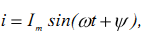 i = I_m sin(ωt + ψ),